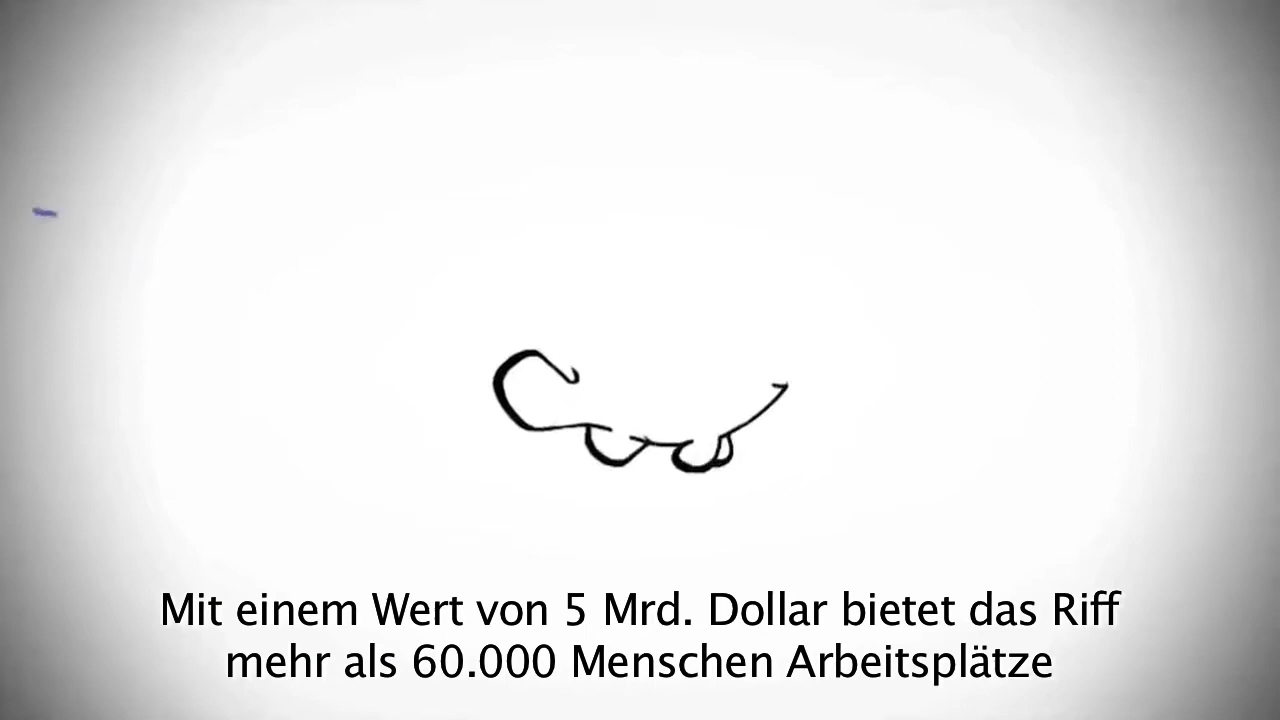 Mit einem Wert von 5 Mrd. Dollar bietet das Riff
mehr als 60.000 Menschen Arbeitsplätze